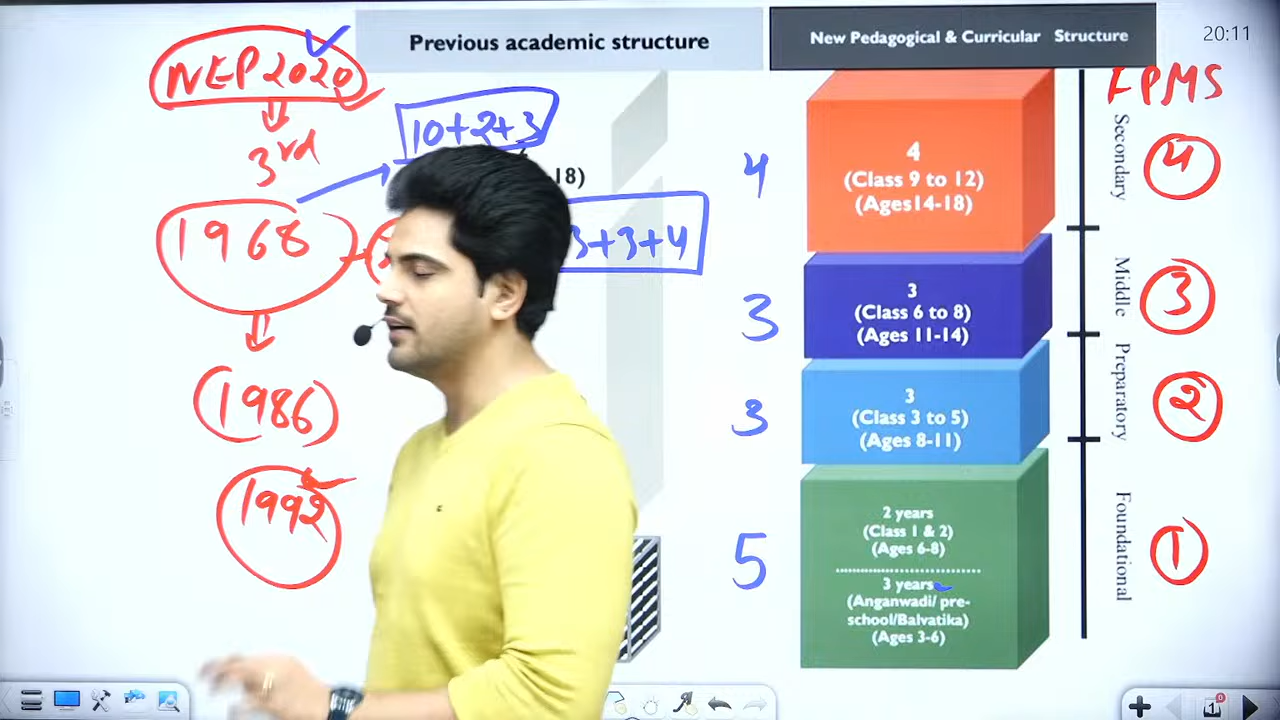 Previous academic structure
New Pedagogical & Curricular Structure
20:11
NEP 2020
3rd
1968
1986
1992
10+2+3
18)
3+3+4
4
3
3
5
4
(Class 9 to 12)
(Ages14-18)
3
(Class 6 to 8)
(Ages 11-14)
3
(Class 3 to 5)
(Ages 8-11)
2 years
(Class 1 & 2)
(Ages 6-8)
3 years
(Anganwadi/ pre-
school/Balvatika)
(Ages 3-6)
Secondary
Middle
Preparatory
Foundational
FPMS
4
3
2
1
1
0